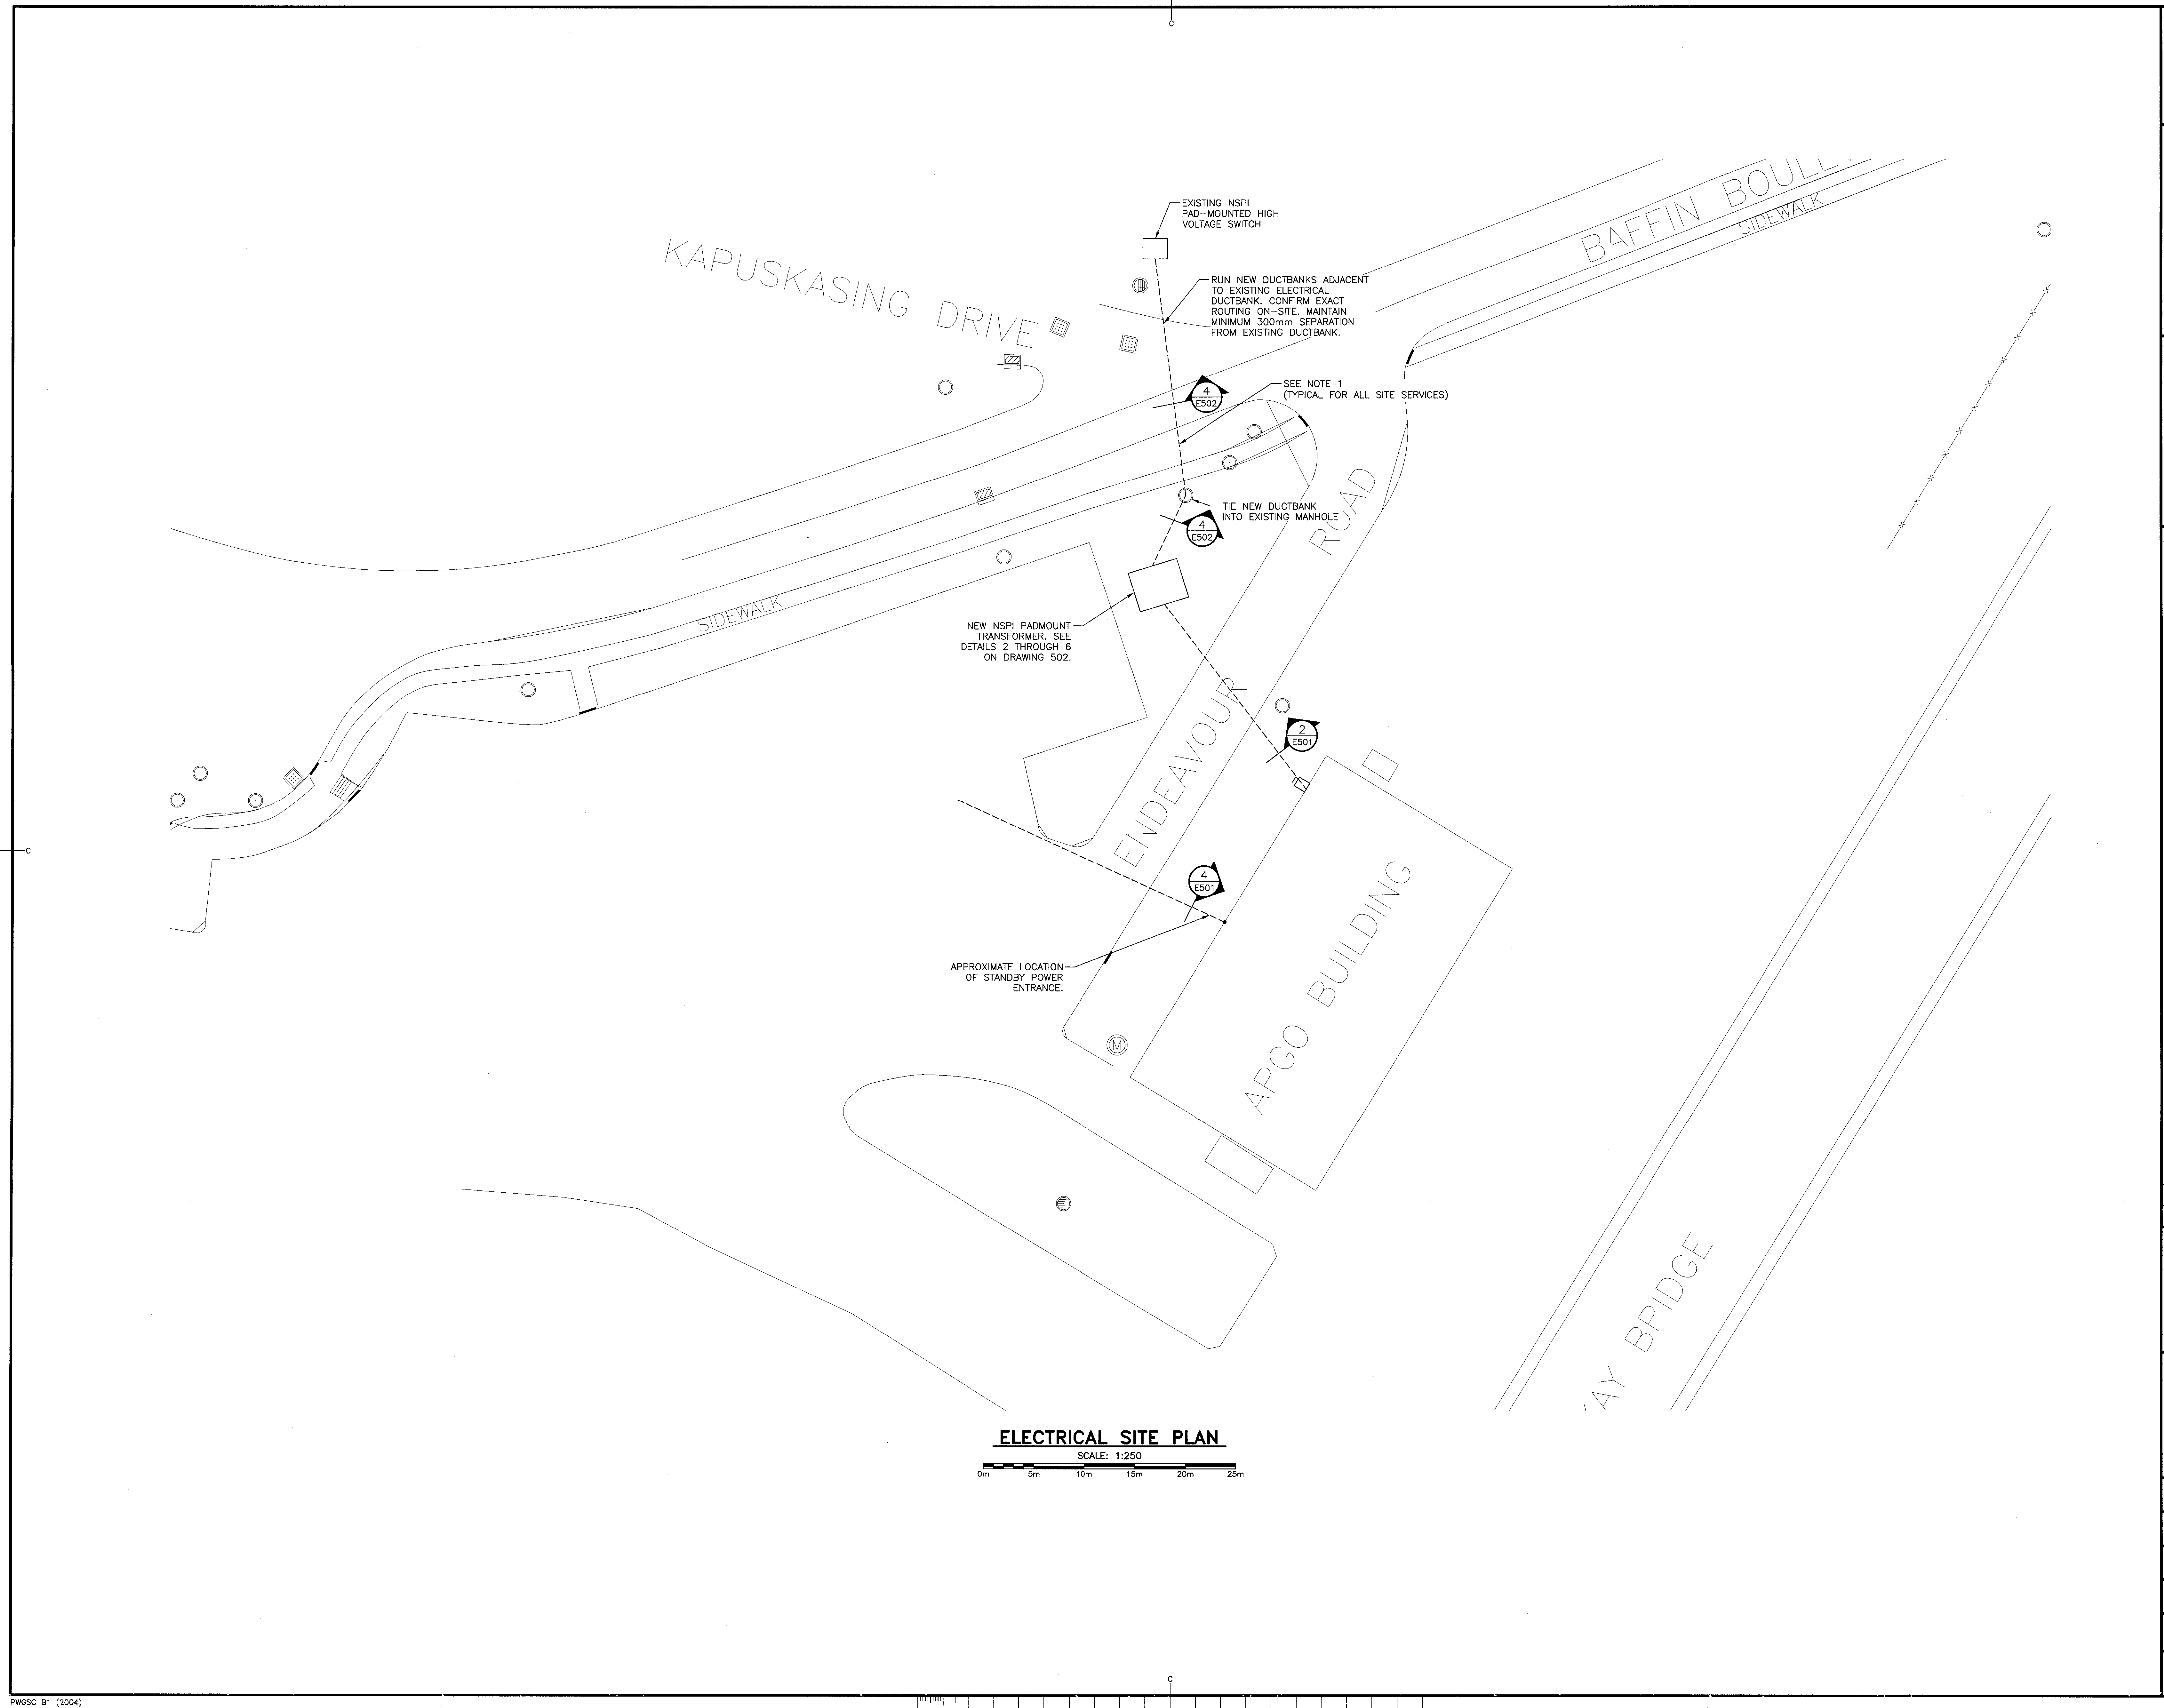 C
EXISTING NSPI
PAD-MOUNTED HIGH
VOLTAGE SWITCH
BAFFIN
SIDEWALK
KAPUSKASING DRIVE
RUN NEW DUCTBANKS ADJACENT
TO EXISTING ELECTRICAL
DUCTBANK. CONFIRM EXACT
ROUTING ON-SITE. MAINTAIN
MINIMUM 300mm SEPARATION
FROM EXISTING DUCTBANK.
4
E502
SEE NOTE 1
(TYPICAL FOR ALL SITE SERVICES)
TIE NEW DUCTBANK
INTO EXISTING MANHOLE
4
E502
ROAD
SIDEWALK
NEW NSPI PADMOUNT
TRANSFORMER. SEE
DETAILS 2 THROUGH 6
ON DRAWING 502.
ENDEAVOUR
2
E501
C
4
E501
APPROXIMATE LOCATION
OF STANDBY POWER
ENTRANCE.
ARGO BUILDING
M
BRIDGE
ELECTRICAL SITE PLAN
SCALE: 1:250
0m 5m 10m 15m 20m 25m
C
PWGSC B1 (2004)